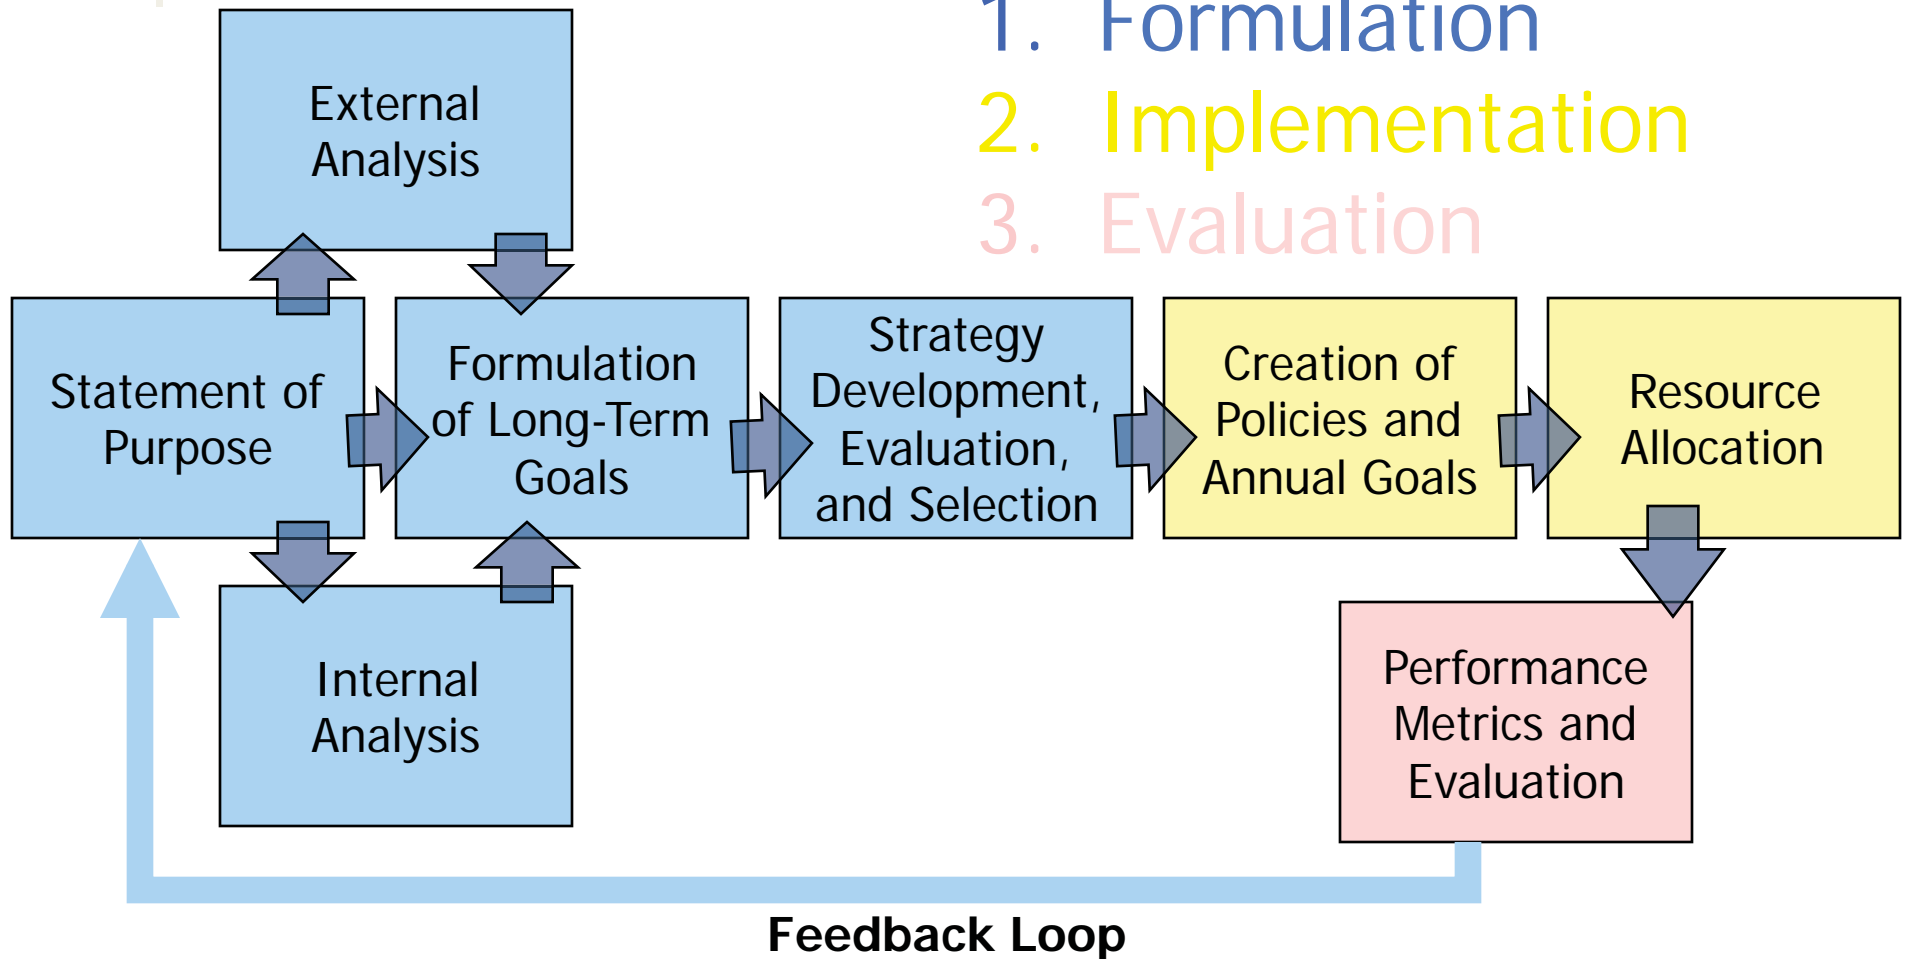 1. Formulation
2. Implementation
3. Evaluation
External
Analysis
Statement of
Purpose
Formulation
of Long-Term
Goals
Strategy
Development,
Evaluation,
and Selection
Creation of
Policies and
Annual Goals
Resource
Allocation
Internal
Analysis
Performance
Metrics and
Evaluation
Feedback Loop